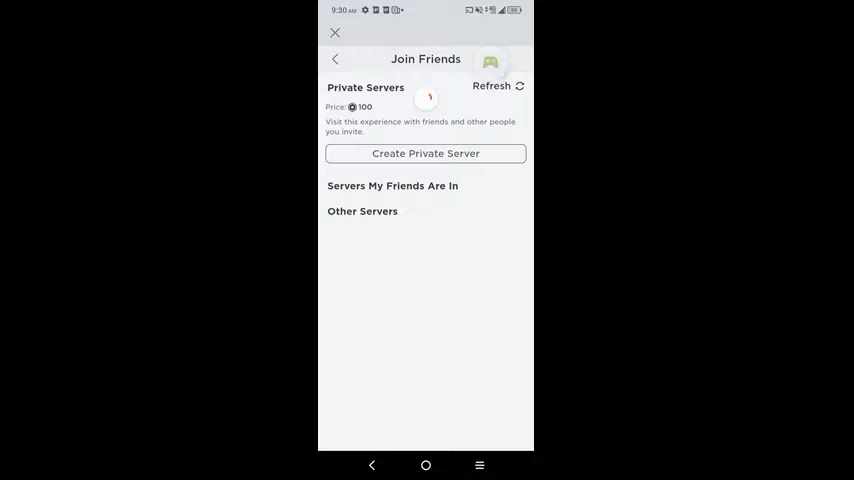 9:30 AM
Join Friends
Private Servers
Refresh
Price: 100
Visit this experience with friends and other people
you invite.
Create Private Server
Servers My Friends Are In
Other Servers